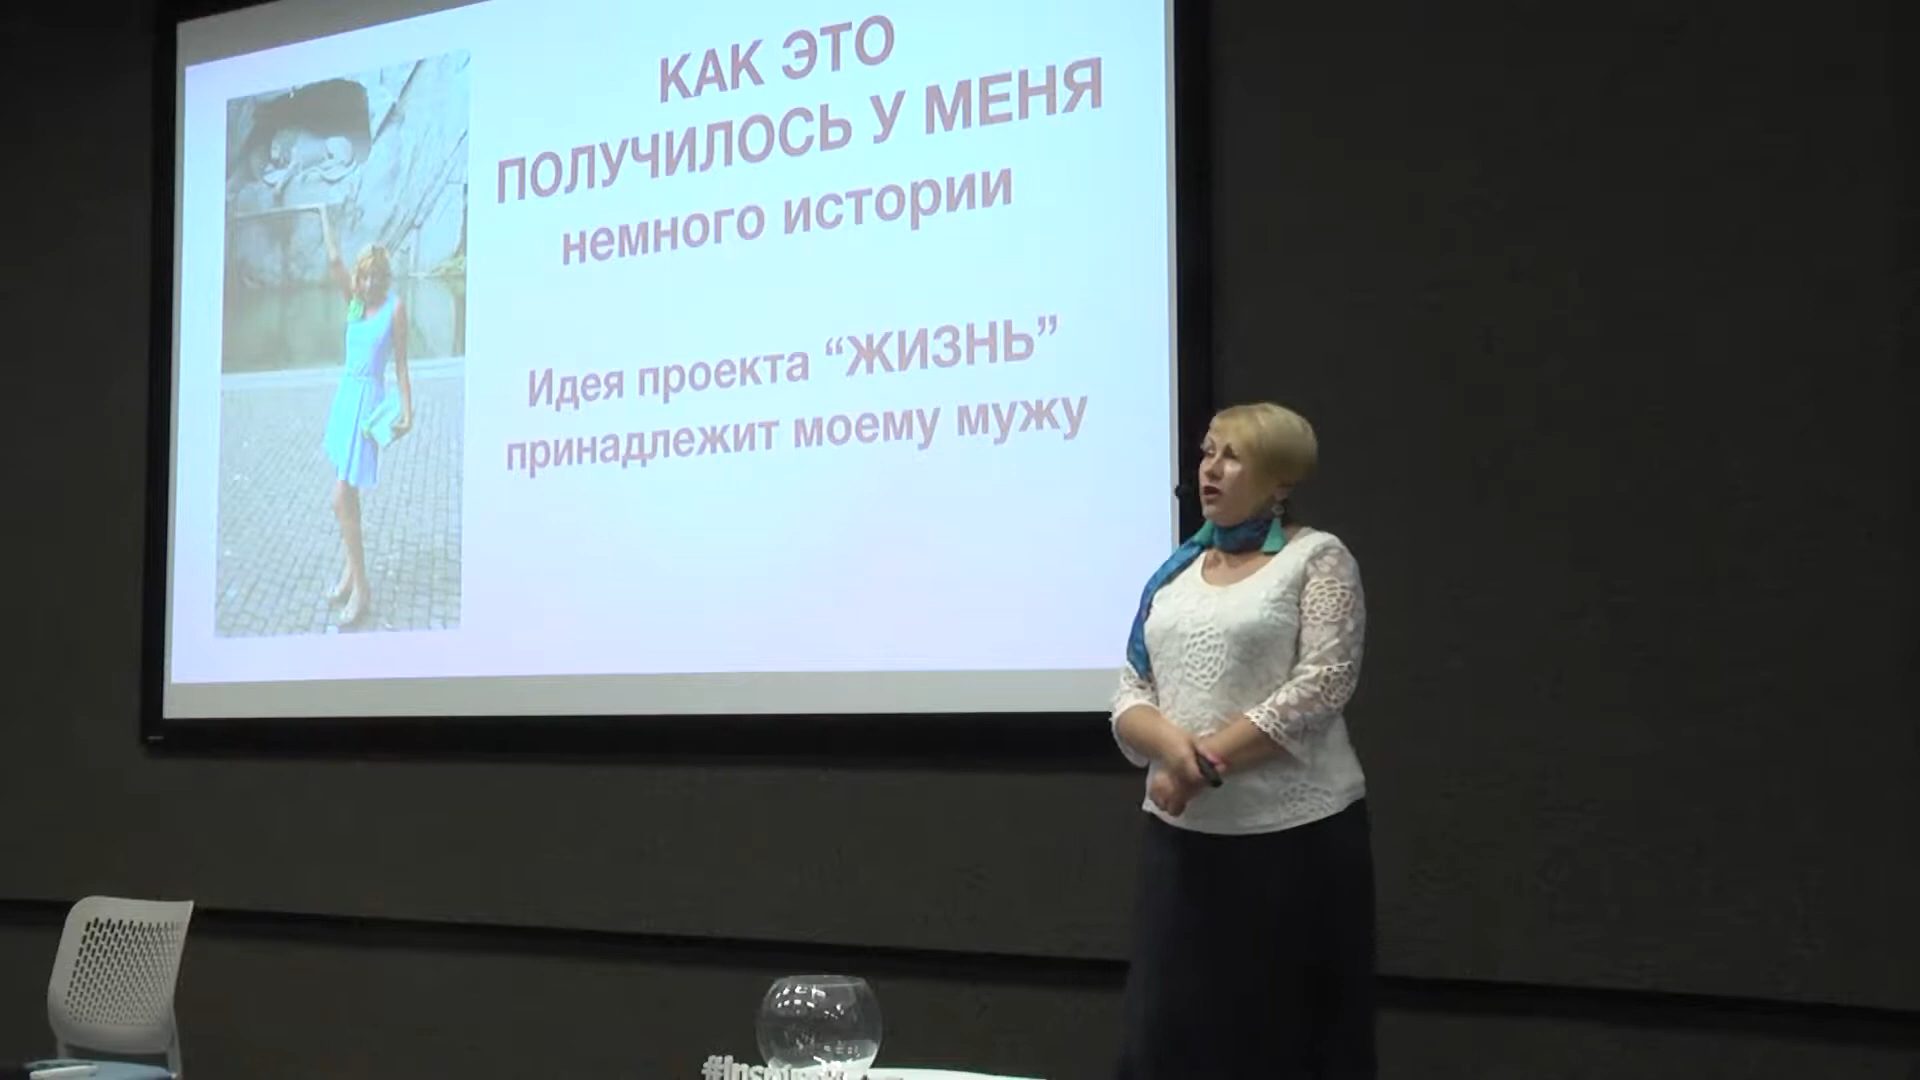 КАК ЭТО
ПОЛУЧИЛОСЬ У МЕНЯ
немного истории
Идея проекта “ЖИЗНЬ”
принадлежит моему мужу